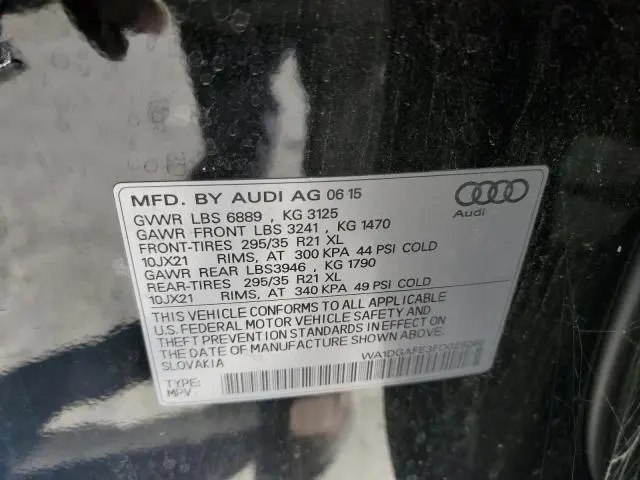 MFD. BY AUDI AG 06 15
Audi
GVWR LBS 6889 , KG 3125
GAWR FRONT LBS 3241 , KG 1470
FRONT-TIRES 295/35 R21 XL
10JX21 RIMS, AT 300 KPA 44 PSI COLD
GAWR REAR LBS3946 , KG 1790
REAR-TIRES 295/35 R21 XL
10JX21 RIMS, AT 340 KPA 49 PSI COLD
THIS VEHICLE CONFORMS TO ALL APPLICABLE
U.S. FEDERAL MOTOR VEHICLE SAFETY AND
THEFT PREVENTION STANDARDS IN EFFECT ON
THE DATE OF MANUFACTURE SHOWN ABOVE.
SLOVAKIA
TYPE:
MPV